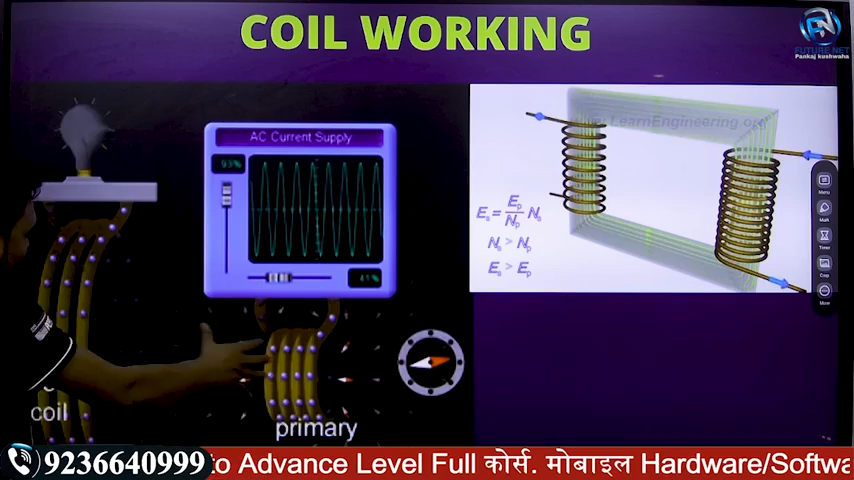 COIL WORKING
FUTURE NET
Pankaj kushwaha
AC Current Supply
93%
41%
LearnEngineering.org
Eₛ = Eₚ/Nₚ Nₛ
Nₛ > Nₚ
Eₛ > Eₚ
Menu
Mark
Timer
Crop
More
coil
primary
9236640999
to Advance Level Full कोर्स. मोबाइल Hardware/Softwa